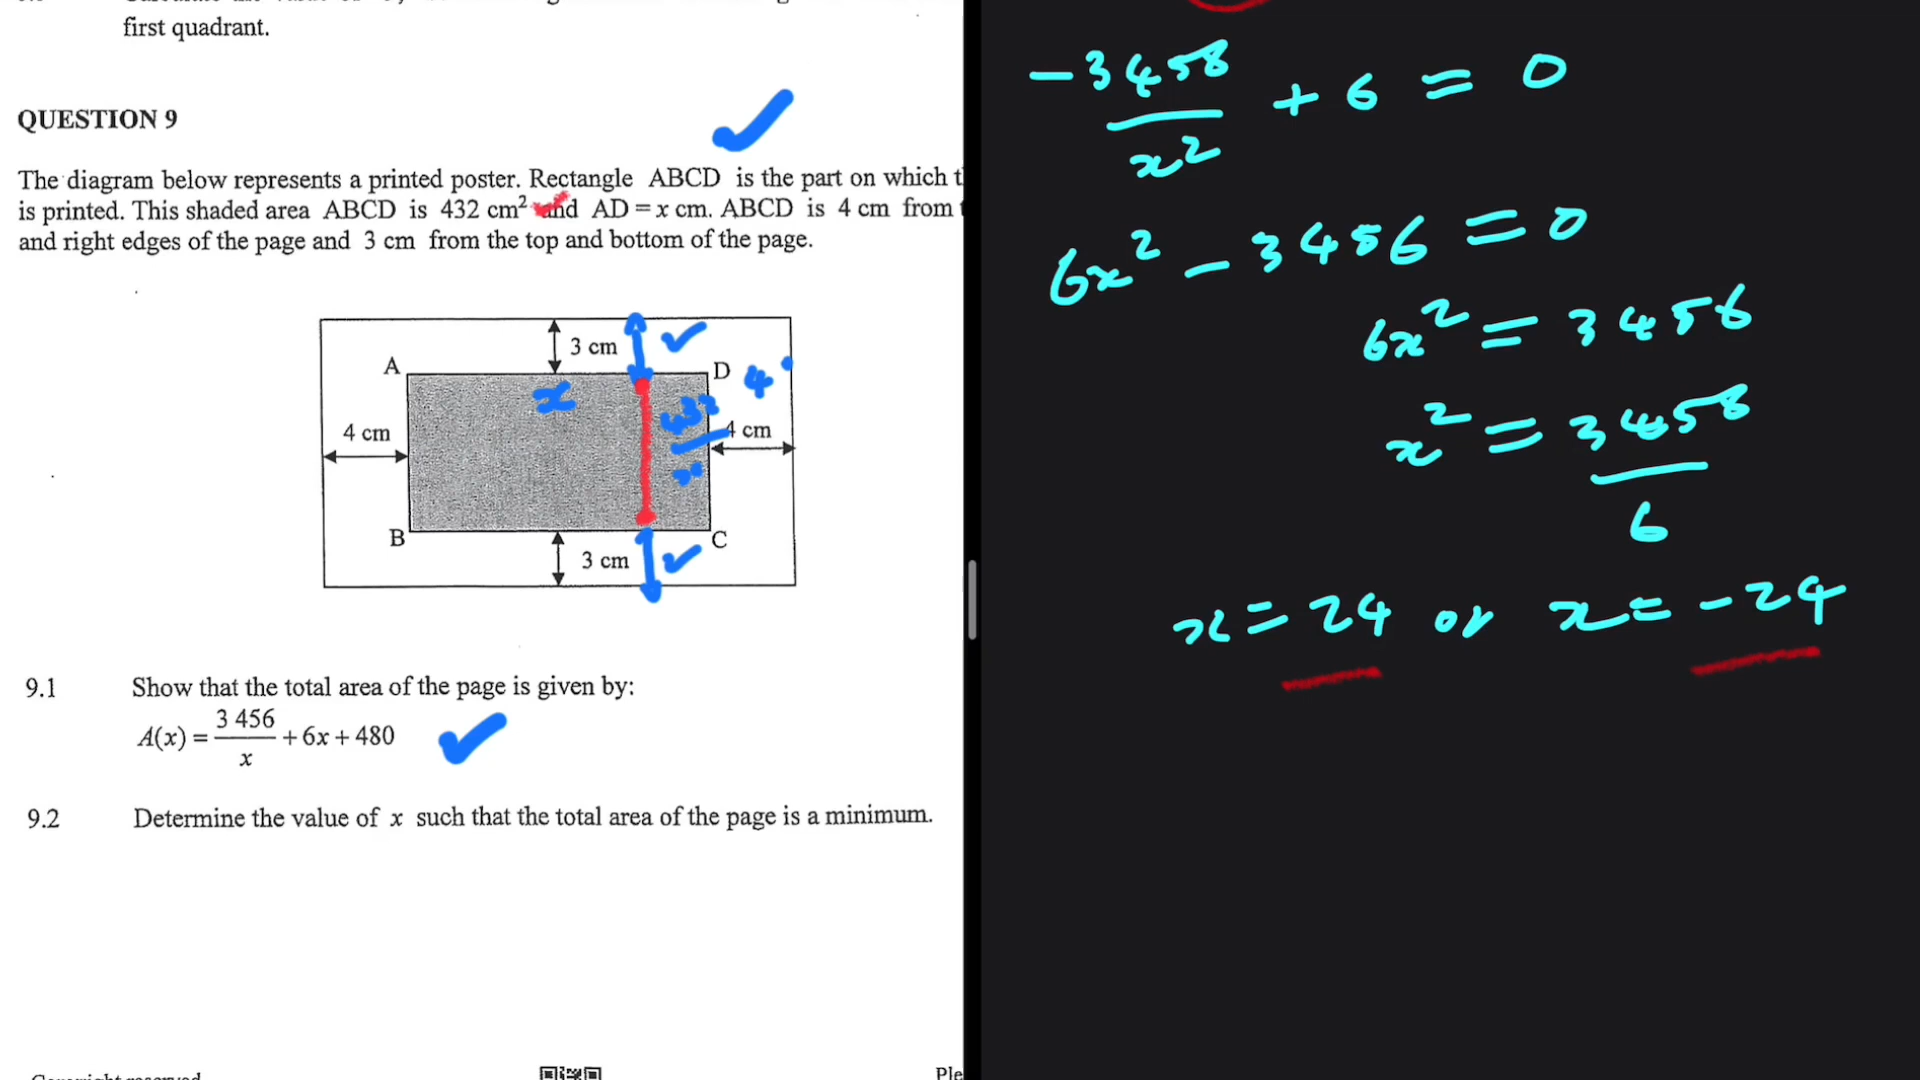 first quadrant.
QUESTION 9
The diagram below represents a printed poster. Rectangle ABCD is the part on which
is printed. This shaded area ABCD is 432 cm² and AD = x cm. ABCD is 4 cm from
and right edges of the page and 3 cm from the top and bottom of the page.
3 cm
A
D
4
x
432
x
4 cm
4 cm
B
C
3 cm
9.1 Show that the total area of the page is given by:
A(x) = 3 456/x + 6x + 480
9.2 Determine the value of x such that the total area of the page is a minimum.
-3458/x² + 6 = 0
6x² - 3456 = 0
6x² = 3456
x² = 3458/6
x = 24 or x = -24